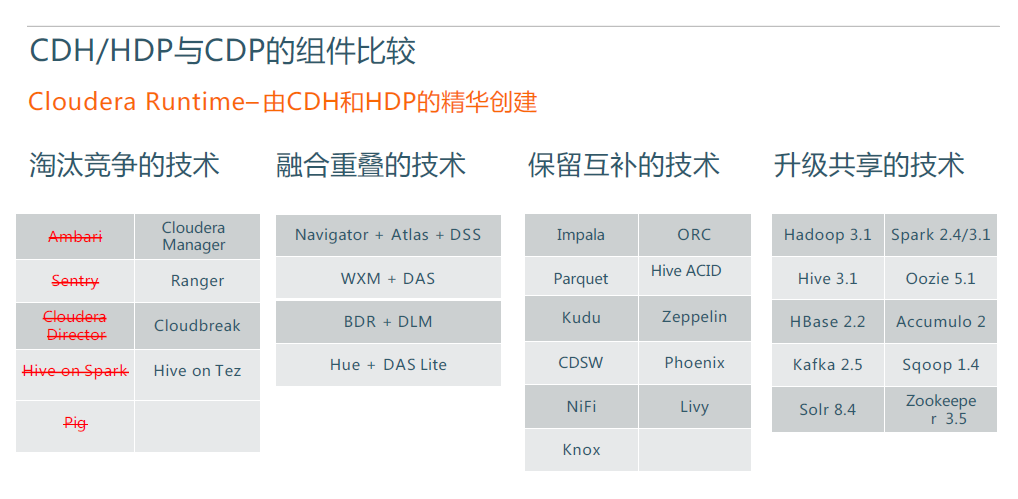 CDH/HDP与CDP的组件比较
Cloudera Runtime–由CDH和HDP的精华创建
淘汰竞争的技术
Ambari
Cloudera
Manager
Sentry
Ranger
Cloudera
Director
Cloudbreak
Hive on Spark
Hive on Tez
Pig
融合重叠的技术
Navigator + Atlas + DSS
WXM + DAS
BDR + DLM
Hue + DAS Lite
保留互补的技术
Impala
ORC
Parquet
Hive ACID
Kudu
Zeppelin
CDSW
Phoenix
NiFi
Livy
Knox
升级共享的技术
Hadoop 3.1
Spark 2.4/3.1
Hive 3.1
Oozie 5.1
HBase 2.2
Accumulo 2
Kafka 2.5
Sqoop 1.4
Solr 8.4
Zookeepe
r 3.5